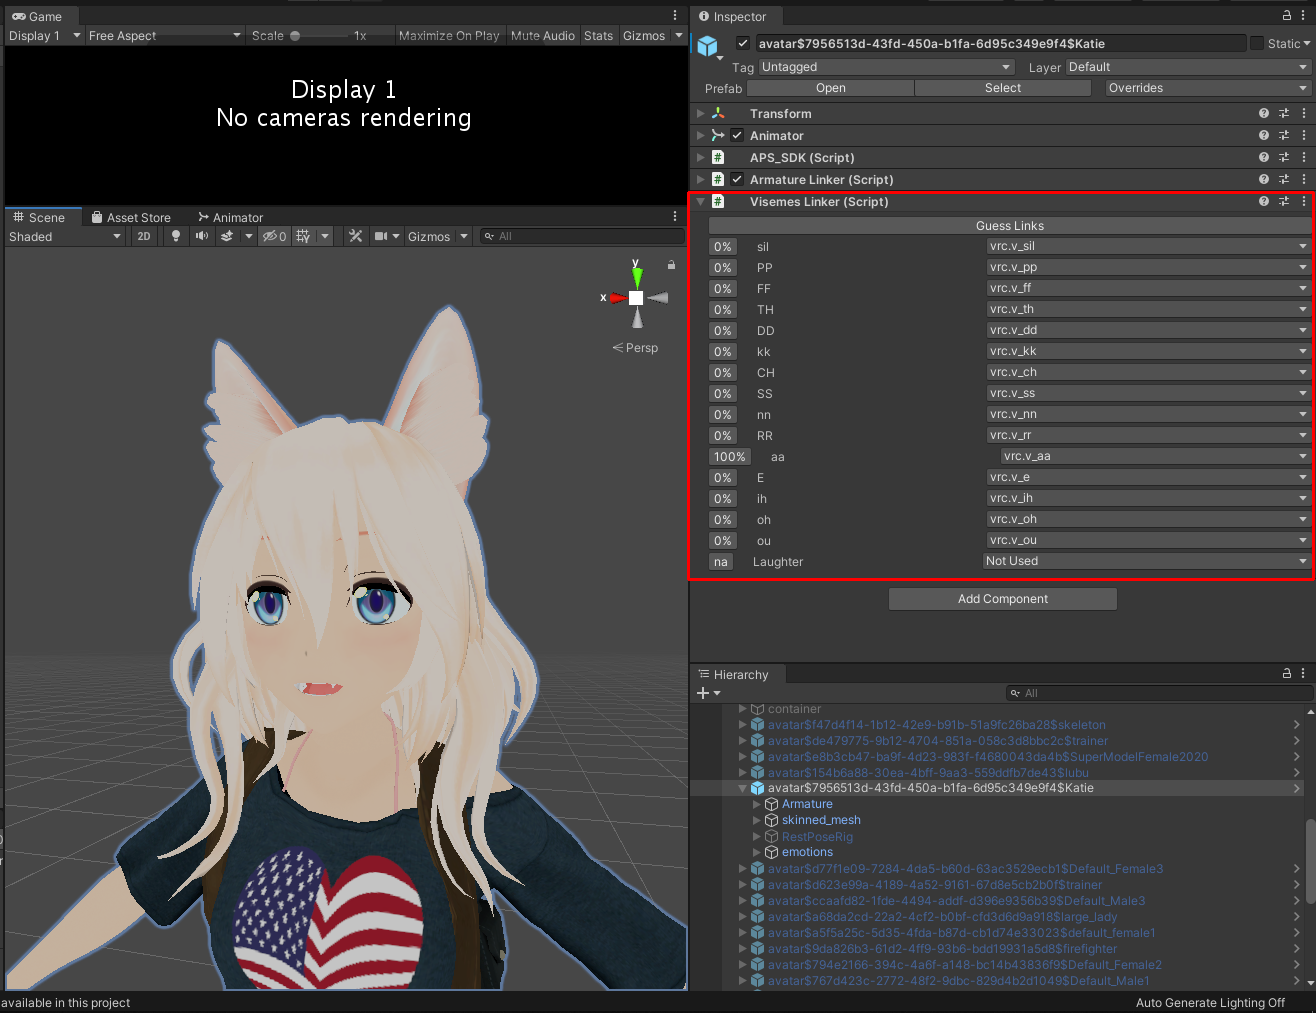 Game
Display 1
Free Aspect
Scale
1x
Maximize On Play
Mute Audio
Stats
Gizmos
Display 1
No cameras rendering
Scene
Asset Store
Animator
Shaded
2D
0
Gizmos
All
y
x
Persp
Inspector
avatar$7956513d-43fd-450a-b1fa-6d95c349e9f4$Katie
Static
Tag
Untagged
Layer
Default
Prefab
Open
Select
Overrides
Transform
Animator
APS_SDK (Script)
Armature Linker (Script)
Visemes Linker (Script)
Guess Links
0% sil vrc.v_sil
0% PP vrc.v_pp
0% FF vrc.v_ff
0% TH vrc.v_th
0% DD vrc.v_dd
0% kk vrc.v_kk
0% CH vrc.v_ch
0% SS vrc.v_ss
0% nn vrc.v_nn
0% RR vrc.v_rr
100% aa vrc.v_aa
0% E vrc.v_e
0% ih vrc.v_ih
0% oh vrc.v_oh
0% ou vrc.v_ou
na Laughter Not Used
Add Component
Hierarchy
All
container
avatar$f47d4f14-1b12-42e9-b91b-51a9fc26ba28$skeleton
avatar$de479775-9b12-4704-851a-058c3d8bbc2c$trainer
avatar$e8b3cb47-ba9f-4d23-983f-f4680043da4b$SuperModelFemale2020
avatar$154b6a88-30ea-4bff-9aa3-559ddfb7de43$lubu
avatar$7956513d-43fd-450a-b1fa-6d95c349e9f4$Katie
Armature
skinned_mesh
RestPoseRig
emotions
avatar$d77f1e09-7284-4da5-b60d-63ac3529ecb1$Default_Female3
avatar$d623e99a-4189-4a52-9161-67d8e5cb2b0f$trainer
avatar$ccaafd82-1fde-4494-addf-d396e9356b39$Default_Male3
avatar$a68da2cd-22a2-4cf2-b0bf-cfd3d6d9a918$large_lady
avatar$a5f5a25c-5d35-4fda-b87d-cb1d74e33023$default_female1
avatar$9da826b3-61d2-4ff9-93b6-bdd19931a5d8$firefighter
avatar$794e2166-394c-4a6f-a148-bc14b43836f9$Default_Female2
avatar$767d423c-2772-48f2-9dbc-829d4b2d1049$Default_Male1
available in this project
Auto Generate Lighting Off